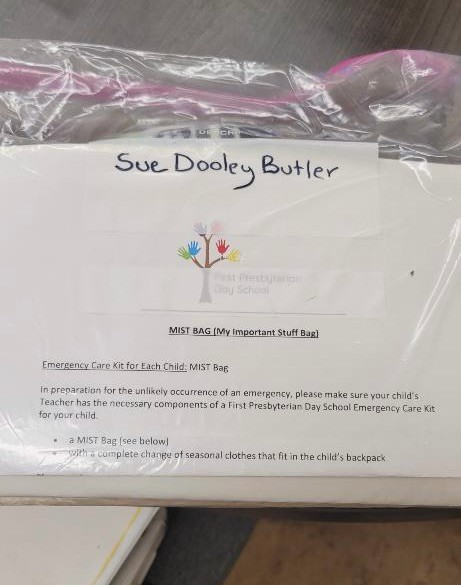 Sue Dooley Butler
First Presbyterian
Day School
MIST BAG (My Important Stuff Bag)
Emergency Care Kit for Each Child: MIST Bag
In preparation for the unlikely occurrence of an emergency, please make sure your child's
Teacher has the necessary components of a First Presbyterian Day School Emergency Care Kit
for your child.
• a MIST Bag (see below)
• with a complete change of seasonal clothes that fit in the child's backpack